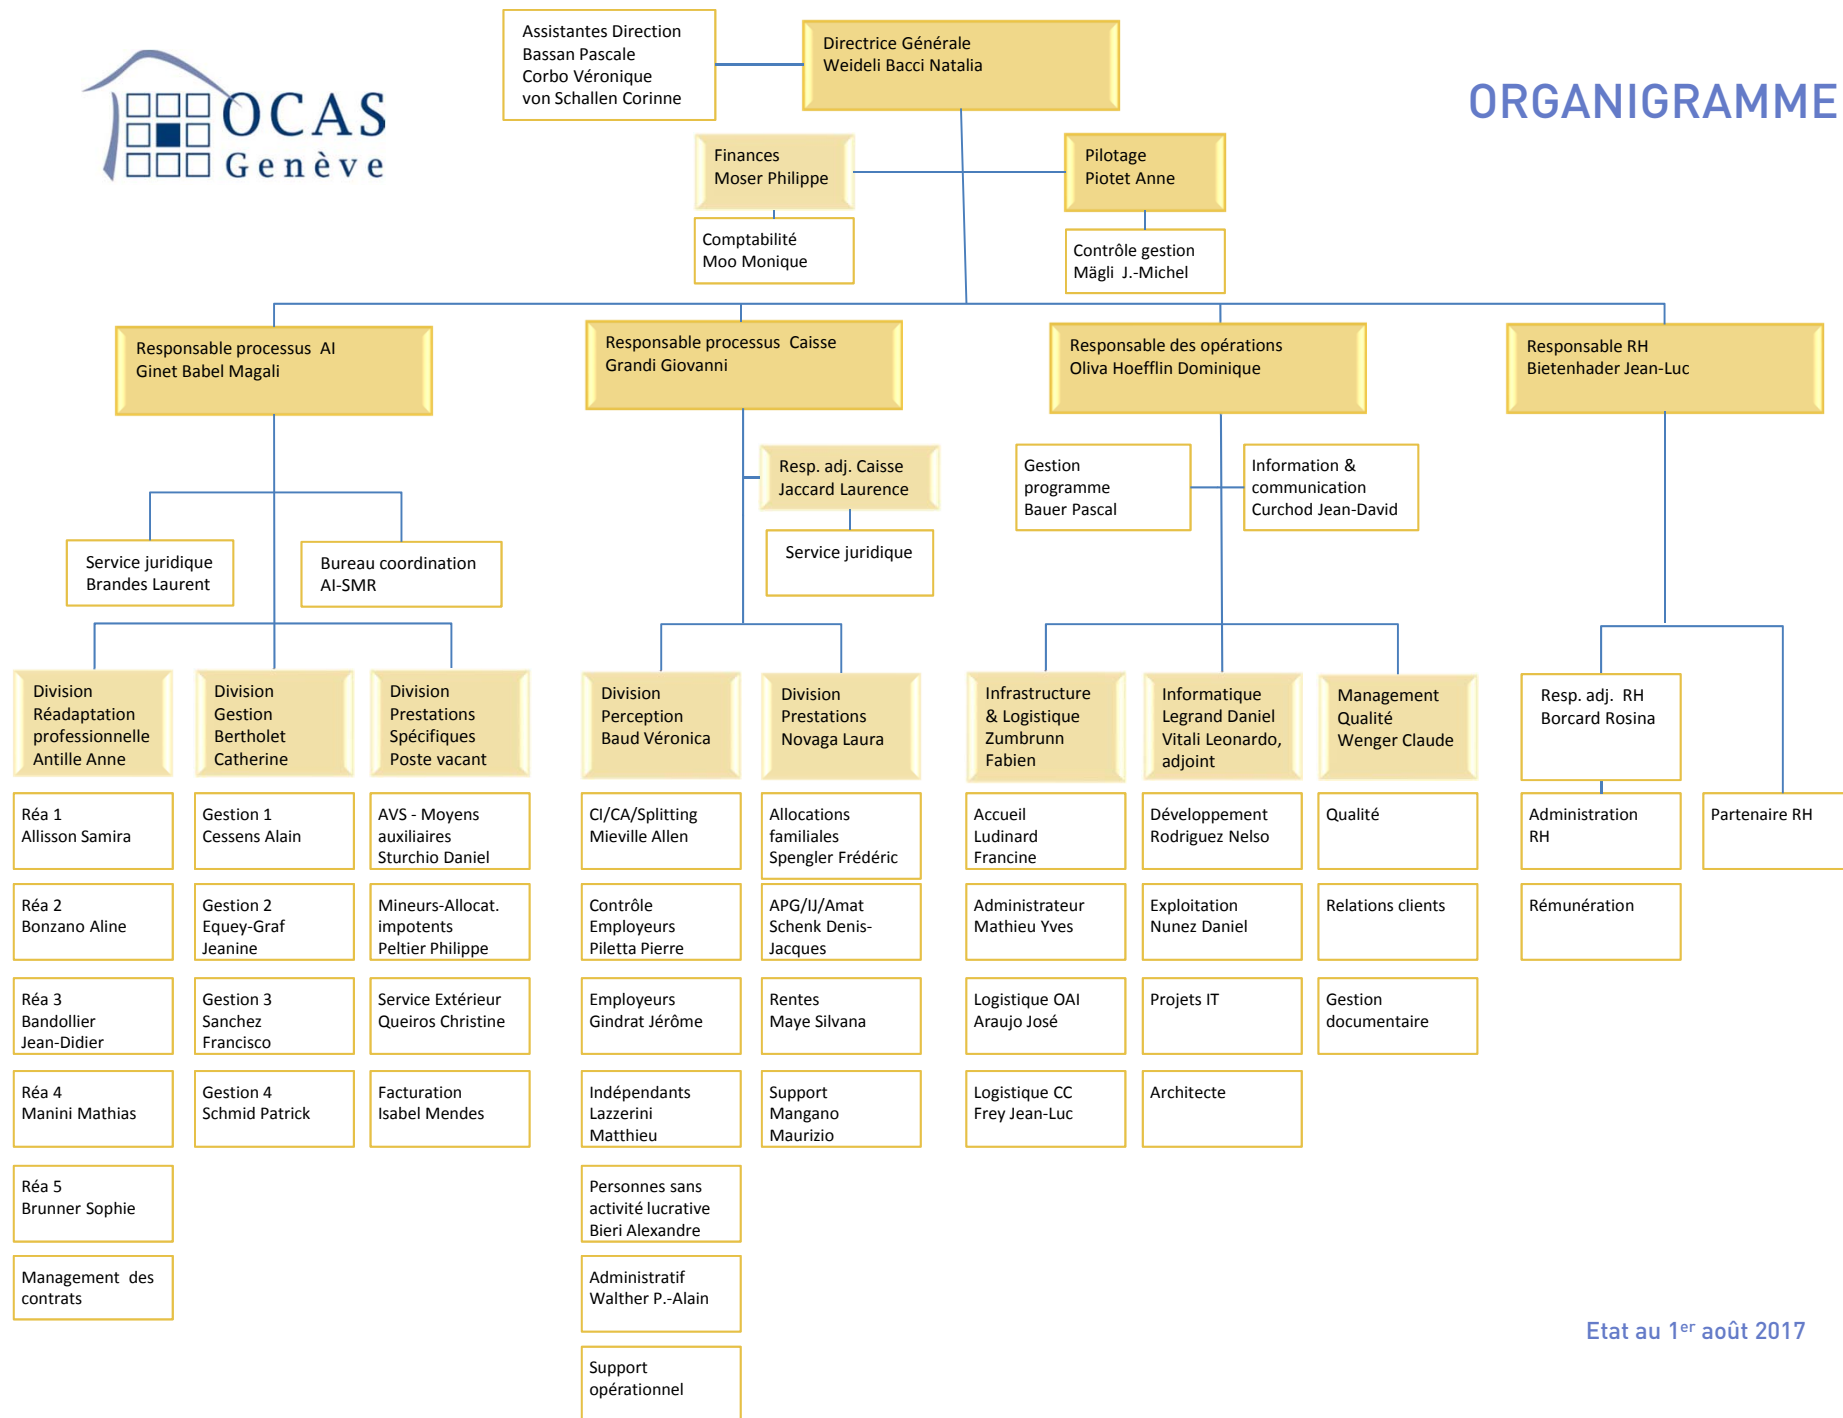 OCAS
Genève
Assistantes Direction
Bassan Pascale
Corbo Véronique
von Schallen Corinne
Directrice Générale
Weideli Bacci Natalia
ORGANIGRAMME
Finances
Moser Philippe
Pilotage
Piotet Anne
Comptabilité
Moo Monique
Contrôle gestion
Mägli J.-Michel
Responsable processus AI
Ginet Babel Magali
Responsable processus Caisse
Grandi Giovanni
Responsable des opérations
Oliva Hoefflin Dominique
Responsable RH
Bietenhader Jean-Luc
Resp. adj. Caisse
Jaccard Laurence
Gestion
programme
Bauer Pascal
Information &
communication
Curchod Jean-David
Service juridique
Brandes Laurent
Bureau coordination
AI-SMR
Service juridique
Division
Réadaptation
professionnelle
Antille Anne
Division
Gestion
Bertholet
Catherine
Division
Prestations
Spécifiques
Poste vacant
Division
Perception
Baud Véronica
Division
Prestations
Novaga Laura
Infrastructure
& Logistique
Zumbrunn
Fabien
Informatique
Legrand Daniel
Vitali Leonardo,
adjoint
Management
Qualité
Wenger Claude
Resp. adj. RH
Borcard Rosina
Réa 1
Allisson Samira
Gestion 1
Cessens Alain
AVS - Moyens
auxiliaires
Sturchio Daniel
CI/CA/Splitting
Mieville Allen
Allocations
familiales
Spengler Frédéric
Accueil
Ludinard
Francine
Développement
Rodriguez Nelso
Qualité
Administration
RH
Partenaire RH
Réa 2
Bonzano Aline
Gestion 2
Equey-Graf
Jeanine
Mineurs-Allocat.
impotents
Peltier Philippe
Contrôle
Employeurs
Piletta Pierre
APG/IJ/Amat
Schenk Denis-
Jacques
Administrateur
Mathieu Yves
Exploitation
Nunez Daniel
Relations clients
Rémunération
Réa 3
Bandollier
Jean-Didier
Gestion 3
Sanchez
Francisco
Service Extérieur
Queiros Christine
Employeurs
Gindrat Jérôme
Rentes
Maye Silvana
Logistique OAI
Araujo José
Projets IT
Gestion
documentaire
Réa 4
Manini Mathias
Gestion 4
Schmid Patrick
Facturation
Isabel Mendes
Indépendants
Lazzerini
Matthieu
Support
Mangano
Maurizio
Logistique CC
Frey Jean-Luc
Architecte
Réa 5
Brunner Sophie
Personnes sans
activité lucrative
Bieri Alexandre
Management des
contrats
Administratif
Walther P.-Alain
Support
opérationnel
Etat au 1er août 2017